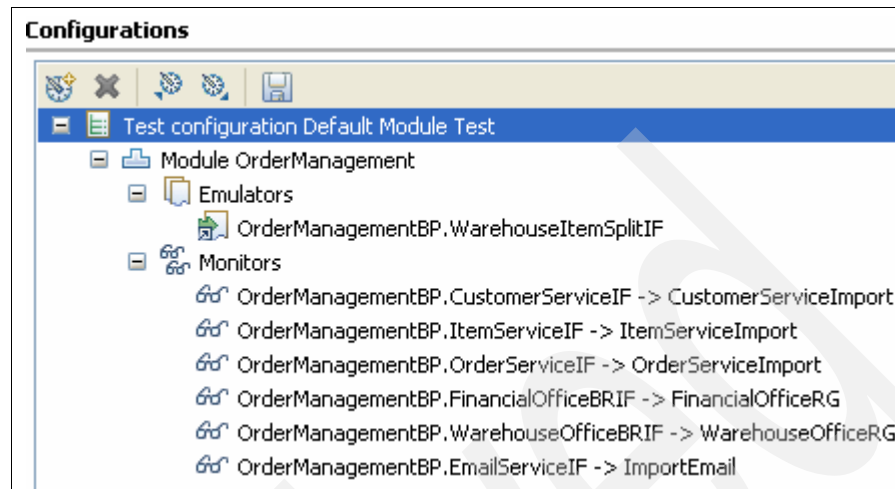 Configurations
Test configuration Default Module Test
Module OrderManagement
Emulators
OrderManagementBP.WarehouseItemSplitIF
Monitors
OrderManagementBP.CustomerServiceIF -> CustomerServiceImport
OrderManagementBP.ItemServiceIF -> ItemServiceImport
OrderManagementBP.OrderServiceIF -> OrderServiceImport
OrderManagementBP.FinancialOfficeBRIF -> FinancialOfficeRG
OrderManagementBP.WarehouseOfficeBRIF -> WarehouseOfficeRG
OrderManagementBP.EmailServiceIF -> ImportEmail